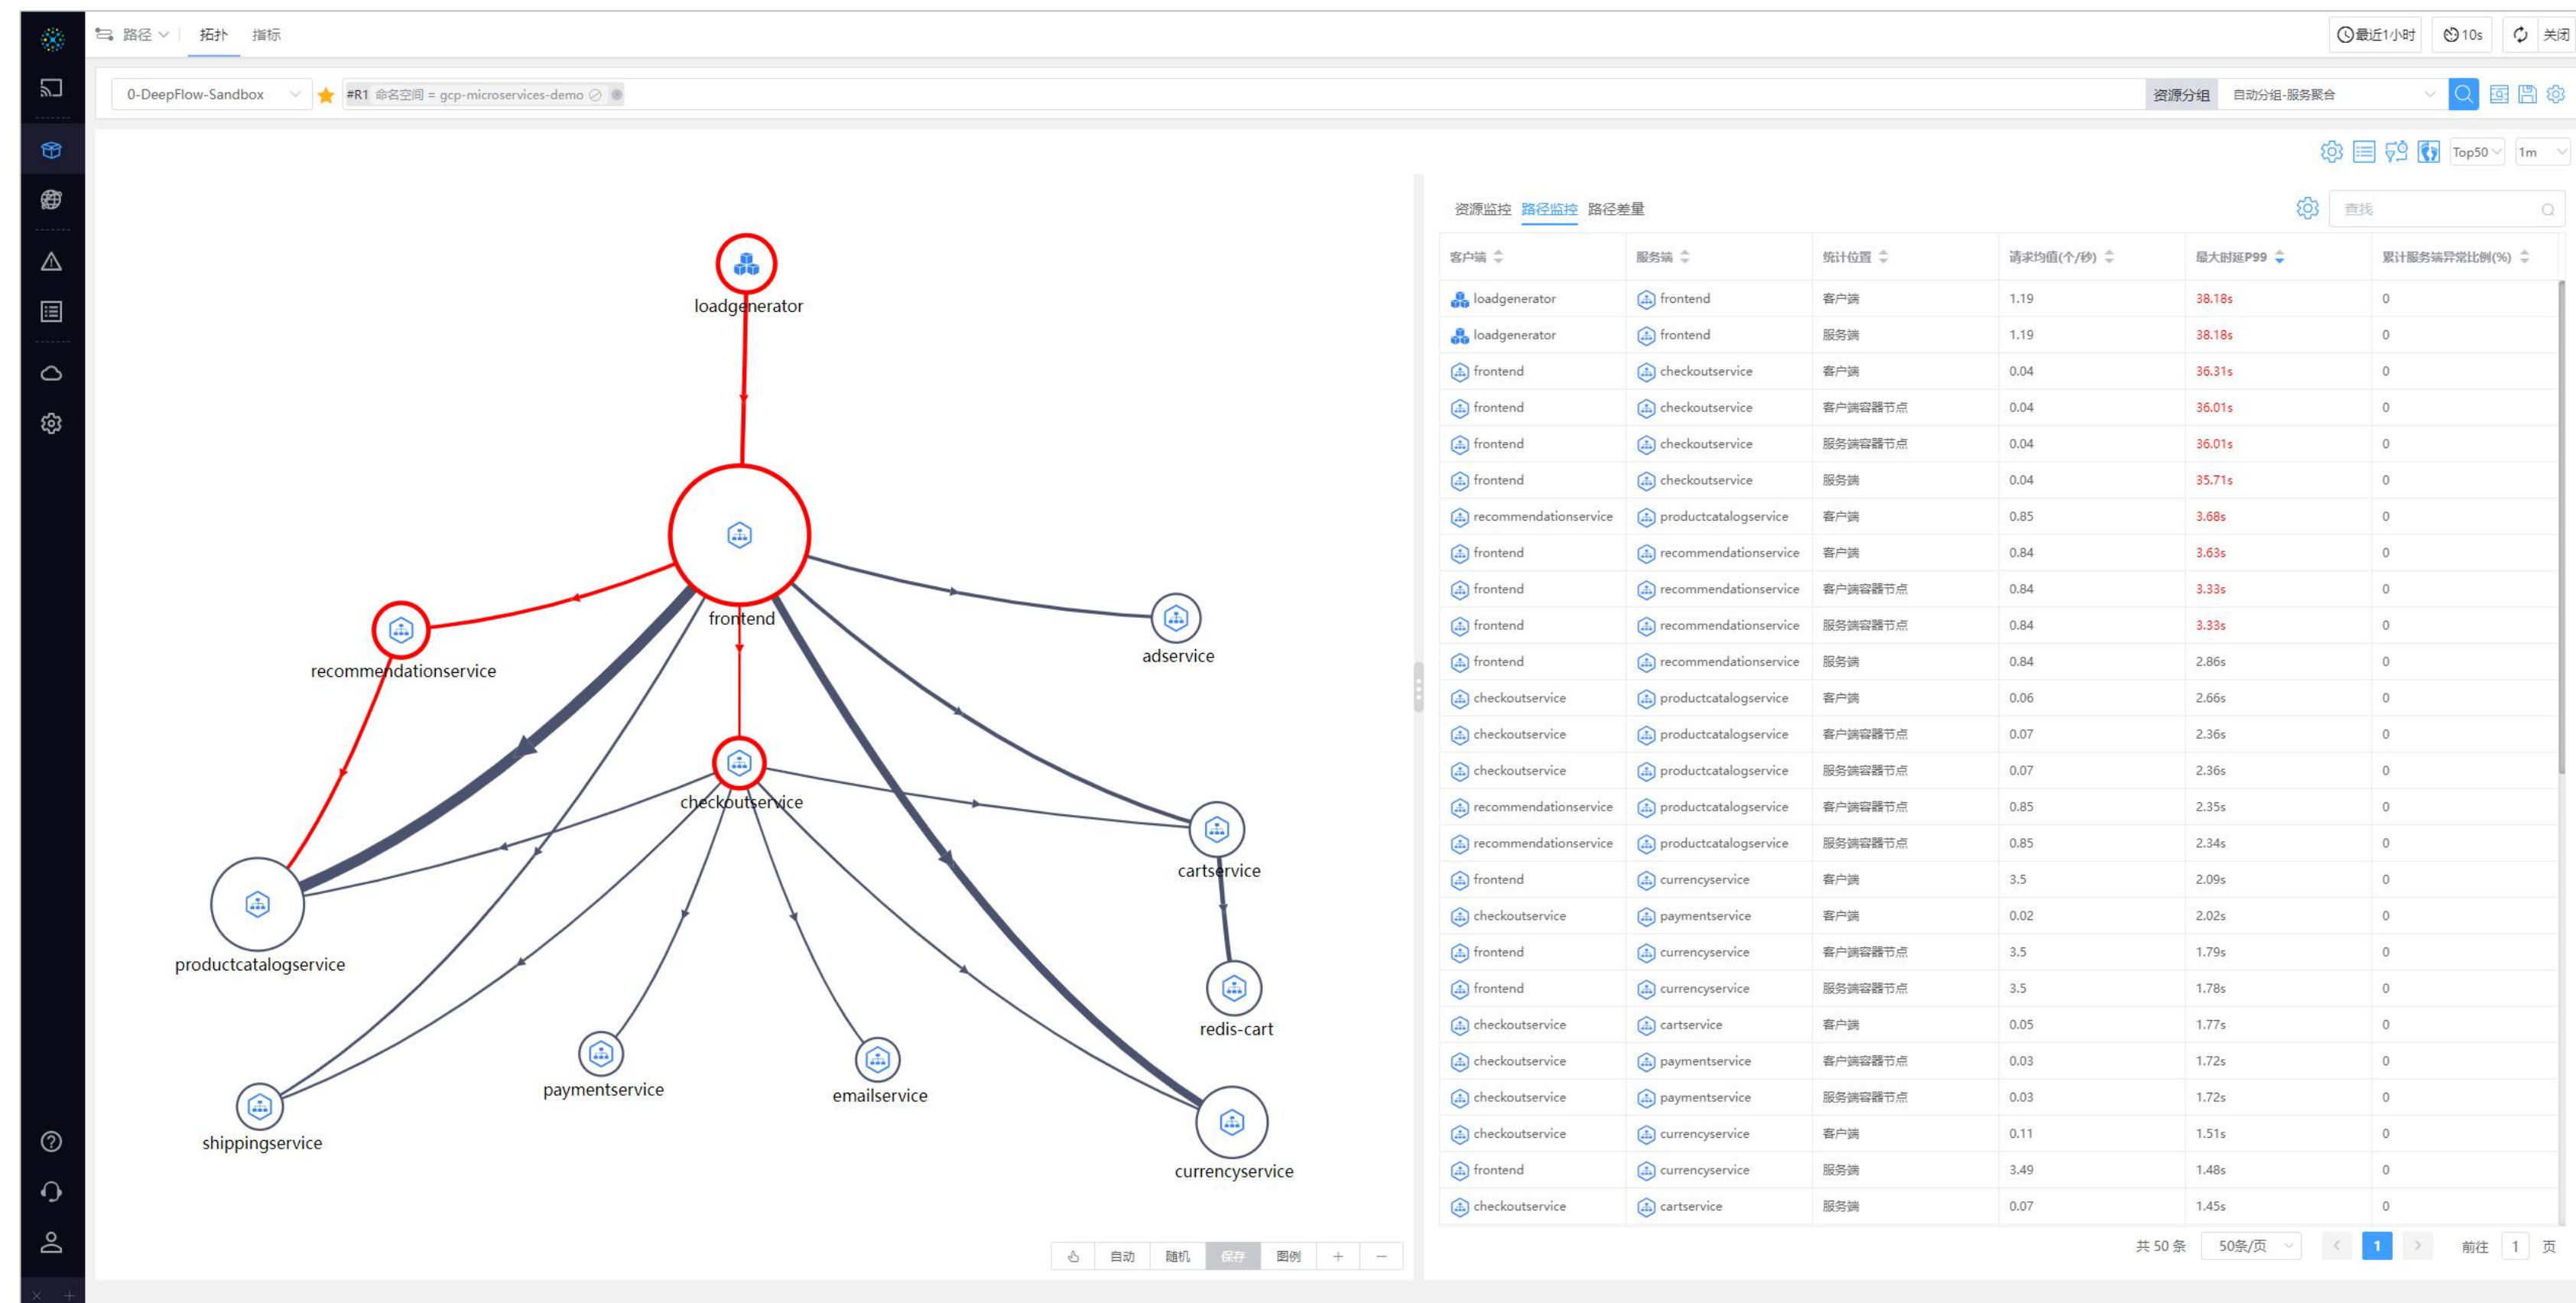 路径 拓扑 指标 最近1小时 10s 关闭
0-DeepFlow-Sandbox #R1 命名空间 = gcp-microservices-demo 资源分组 自动分组-服务聚合
Top50 1m
资源监控 路径监控 路径差量 查找
loadgenerator
frontend
recommendationservice
adservice
checkoutservice
cartservice
productcatalogservice
redis-cart
paymentservice
emailservice
shippingservice
currencyservice
自动 随机 保存 图例 + −
客户端 服务端 统计位置 请求均值(个/秒) 最大时延P99 累计服务端异常比例(%)
loadgenerator frontend 客户端 1.19 38.18s 0
loadgenerator frontend 服务端 1.19 38.18s 0
frontend checkoutservice 客户端 0.04 36.31s 0
frontend checkoutservice 客户端容器节点 0.04 36.01s 0
frontend checkoutservice 服务端容器节点 0.04 36.01s 0
frontend checkoutservice 服务端 0.04 35.71s 0
recommendationservice productcatalogservice 客户端 0.85 3.68s 0
frontend recommendationservice 客户端 0.84 3.63s 0
frontend recommendationservice 客户端容器节点 0.84 3.33s 0
frontend recommendationservice 服务端容器节点 0.84 3.33s 0
frontend recommendationservice 服务端 0.84 2.86s 0
checkoutservice productcatalogservice 客户端 0.06 2.66s 0
checkoutservice productcatalogservice 客户端容器节点 0.07 2.36s 0
checkoutservice productcatalogservice 服务端容器节点 0.07 2.36s 0
recommendationservice productcatalogservice 客户端容器节点 0.85 2.35s 0
recommendationservice productcatalogservice 服务端容器节点 0.85 2.34s 0
frontend currencyservice 客户端 3.5 2.09s 0
checkoutservice paymentservice 客户端 0.02 2.02s 0
frontend currencyservice 客户端容器节点 3.5 1.79s 0
frontend currencyservice 服务端容器节点 3.5 1.78s 0
checkoutservice cartservice 客户端 0.05 1.77s 0
checkoutservice paymentservice 客户端容器节点 0.03 1.72s 0
checkoutservice paymentservice 服务端容器节点 0.03 1.72s 0
checkoutservice currencyservice 客户端 0.11 1.51s 0
frontend currencyservice 服务端 3.49 1.48s 0
checkoutservice cartservice 服务端 0.07 1.45s 0
共 50 条 50条/页 < 1 > 前往 1 页